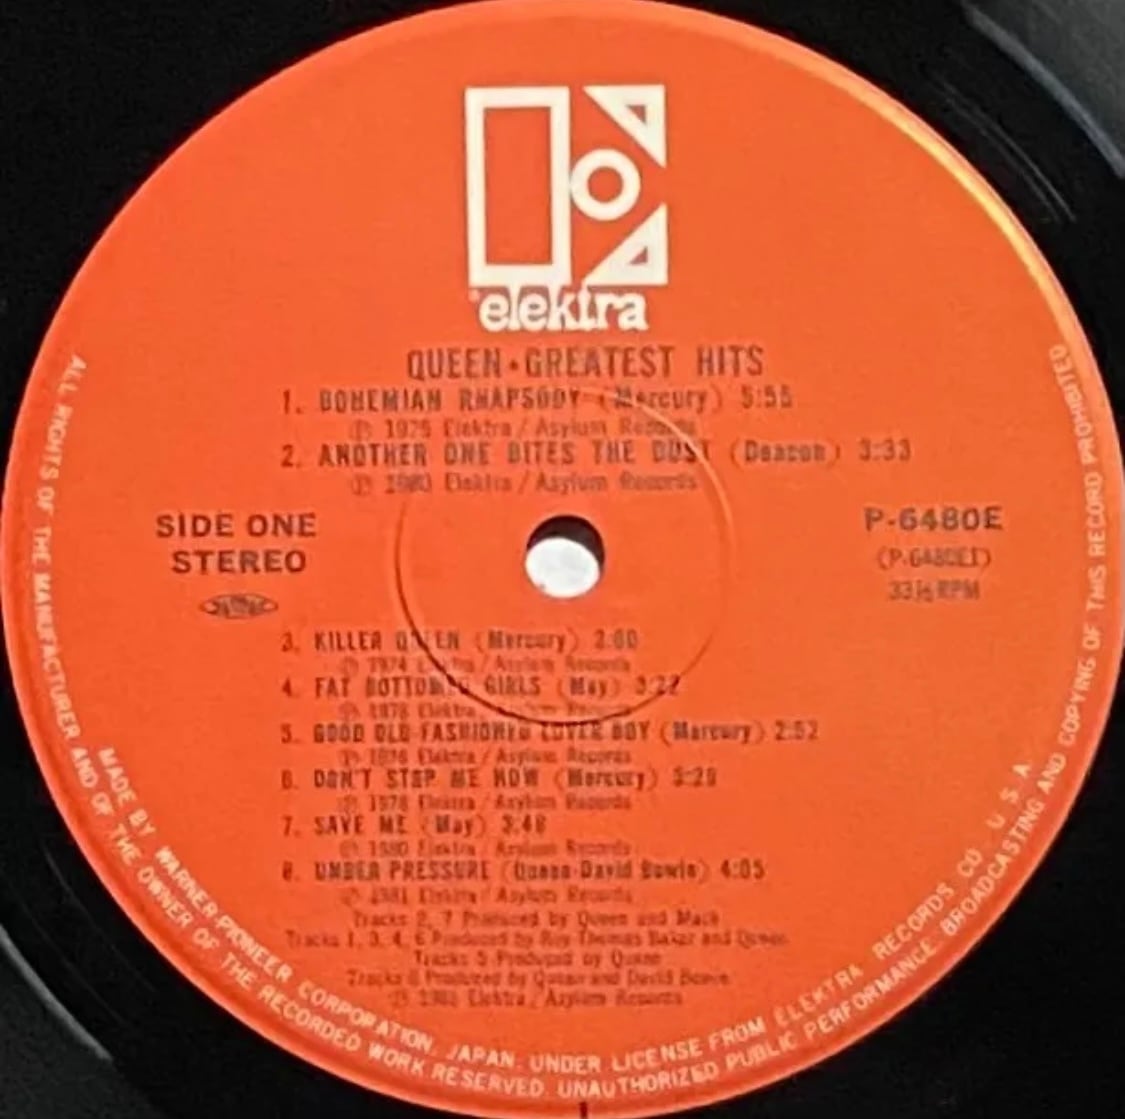 elektra
QUEEN • GREATEST HITS
1. BOHEMIAN RHAPSODY (Mercury) 5:55
Ⓟ 1975 Elektra / Asylum Records
2. ANOTHER ONE BITES THE DUST (Deacon) 3:33
Ⓟ 1980 Elektra / Asylum Records
SIDE ONE
STEREO
P-6480E
(P-6480E1)
33⅓ RPM
3. KILLER QUEEN (Mercury)
Ⓟ 1974 Elektra / Asylum Records
4. FAT BOTTOMED GIRLS (May) 3:22
Ⓟ 1978 Elektra / Asylum Records
5. GOOD OLD-FASHIONED LOVER BOY (Mercury) 2:52
Ⓟ 1976 Elektra / Asylum Records
6. DON'T STOP ME NOW (Mercury)
Ⓟ 1978 Elektra / Asylum Records
7. SAVE ME (May) 3:48
Ⓟ 1980 Elektra / Asylum Records
8. UNDER PRESSURE (Queen-David Bowie) 4:05
Ⓟ 1981 Elektra / Asylum Records
Tracks 2, 7 Produced by Queen and Mack
Tracks 1, 3, 4, 6 Produced by Roy Thomas Baker and Queen
Tracks 5 Produced by Queen
Tracks 8 Produced by Queen and David Bowie
Ⓟ 1981 Elektra / Asylum Records
MADE BY WARNER-PIONEER CORPORATION, JAPAN. UNDER LICENSE FROM ELEKTRA RECORDS CO. U.S.A.
ALL RIGHTS OF THE MANUFACTURER AND OF THE OWNER OF THE RECORDED WORK RESERVED. UNAUTHORIZED PUBLIC PERFORMANCE. BROADCASTING AND COPYING OF THIS RECORD PROHIBITED